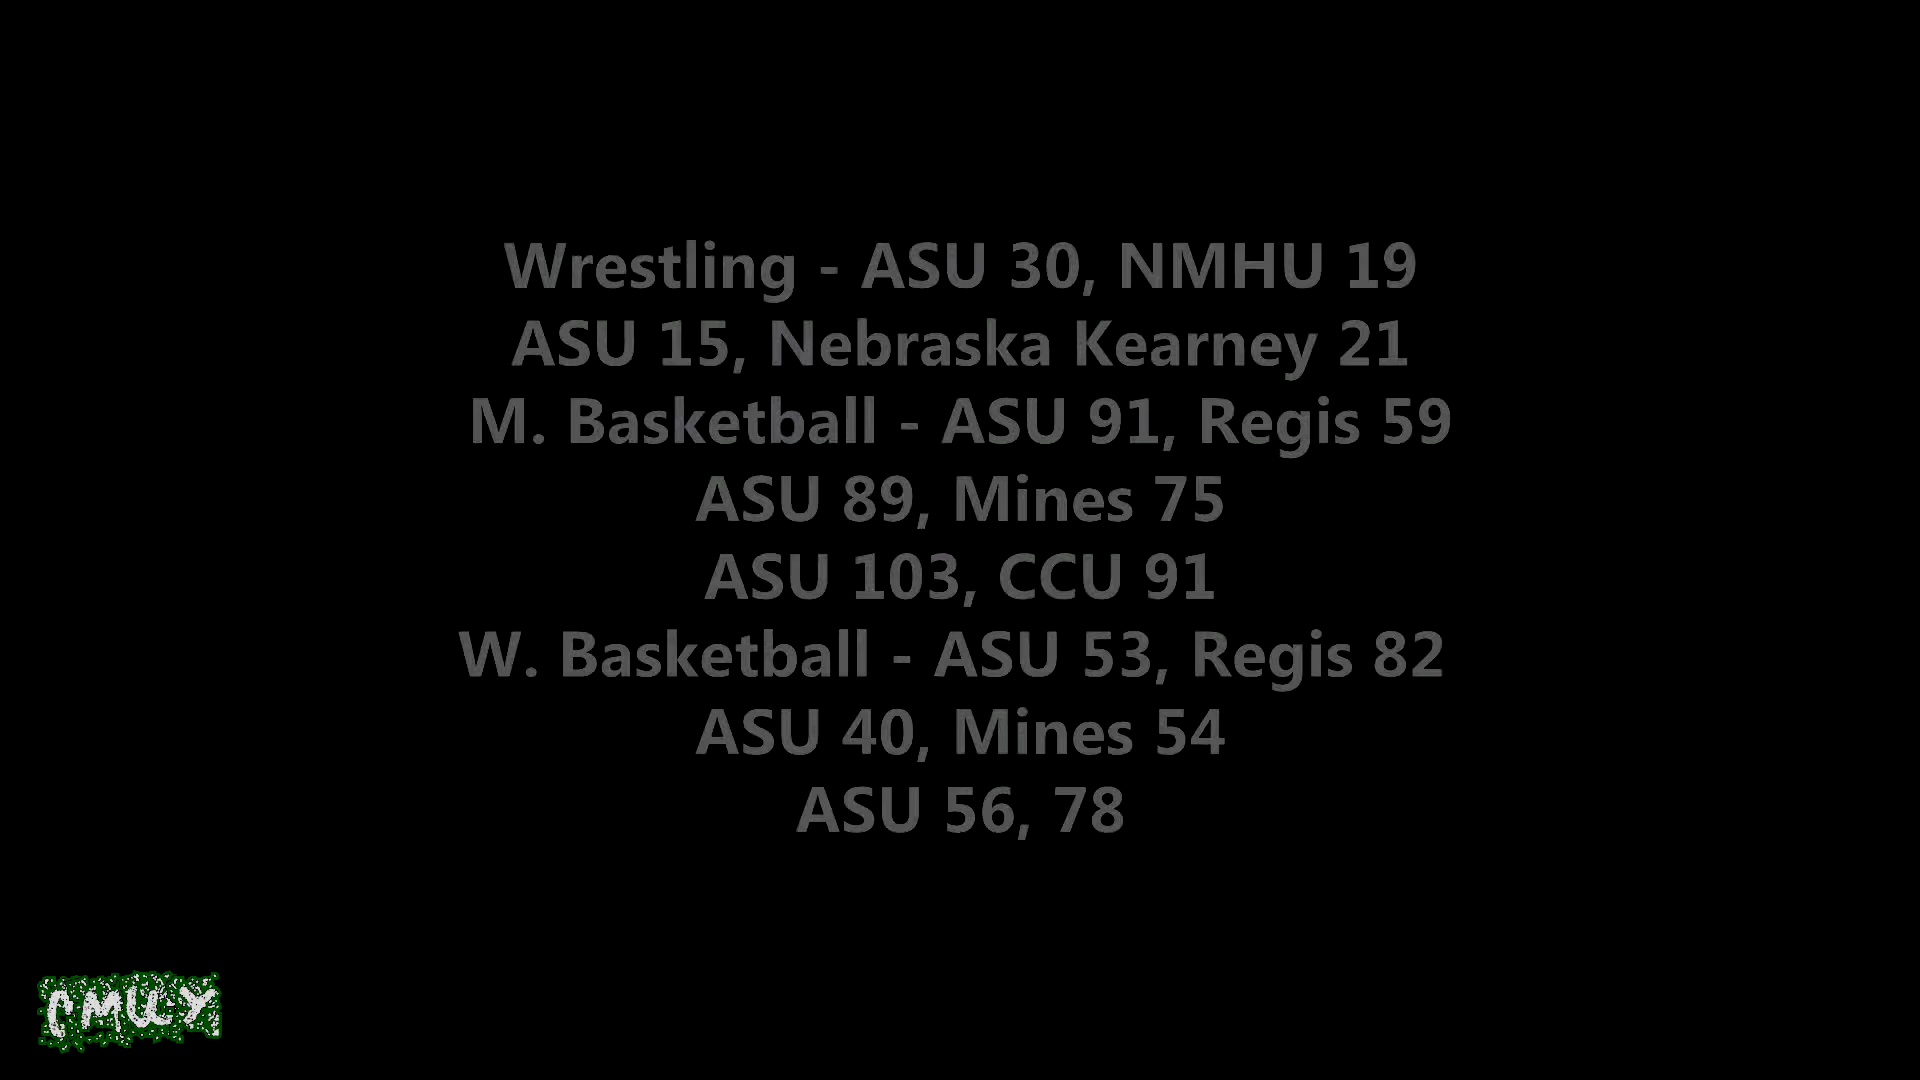 Wrestling - ASU 30, NMHU 19
ASU 15, Nebraska Kearney 21
M. Basketball - ASU 91, Regis 59
ASU 89, Mines 75
ASU 103, CCU 91
W. Basketball - ASU 53, Regis 82
ASU 40, Mines 54
ASU 56, 78